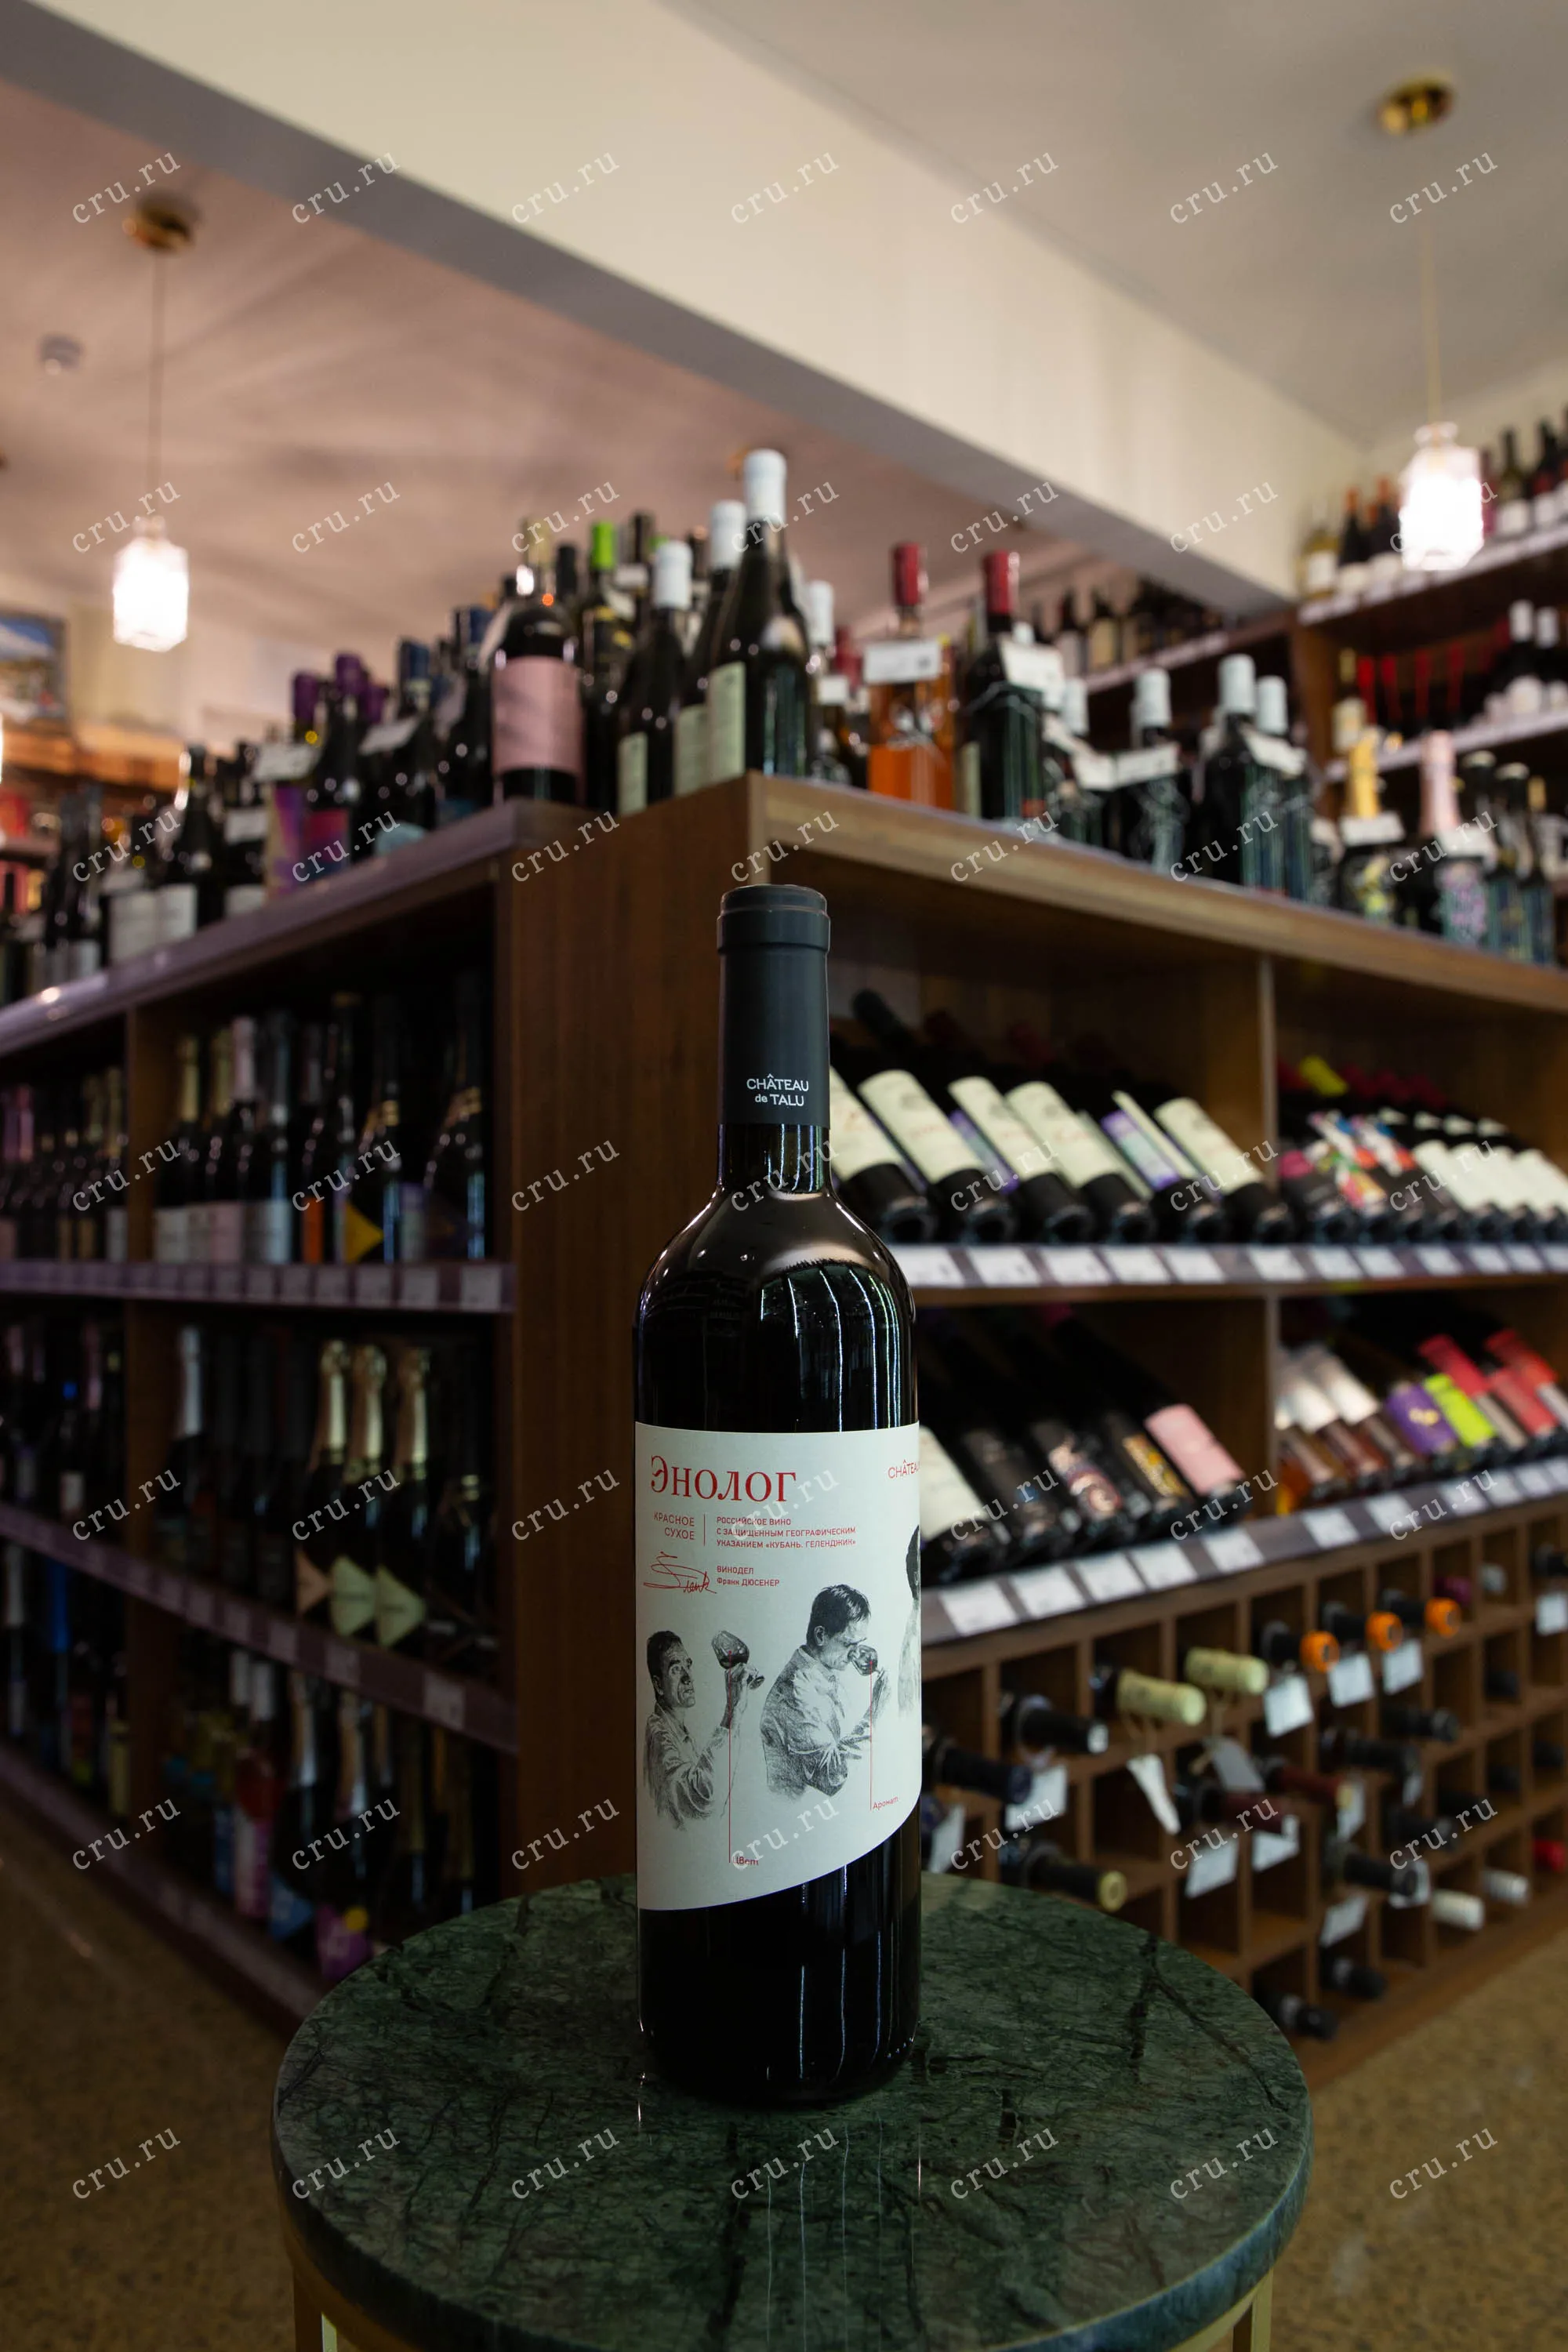 CHÂTEAU
de TALU
Энолог
CHÂTEAU
КРАСНОЕ
СУХОЕ
РОССИЙСКОЕ ВИНО
С ЗАЩИЩЕННЫМ ГЕОГРАФИЧЕСКИМ
УКАЗАНИЕМ «КУБАНЬ. ГЕЛЕНДЖИК»
ВИНОДЕЛ
Франк ДЮСЕНЕР
Аромат
Цвет
cru.ru